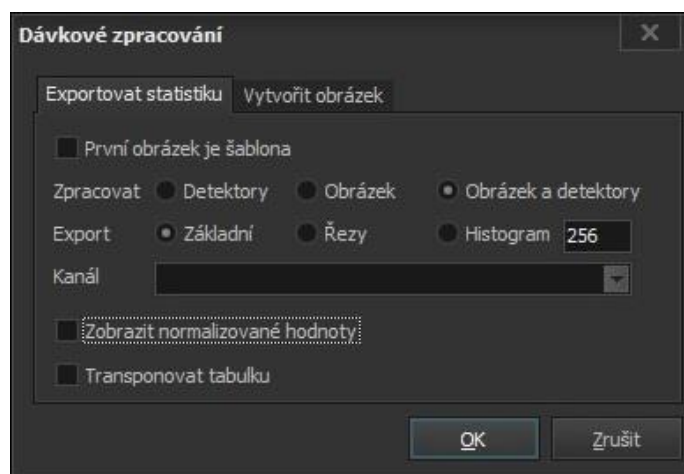 Dávkové zpracování
Exportovat statistiku Vytvořit obrázek
První obrázek je šablona
Zpracovat Detektory Obrázek Obrázek a detektory
Export Základní Řezy Histogram 256
Kanál
Zobrazit normalizované hodnoty
Transponovat tabulku
OK Zrušit